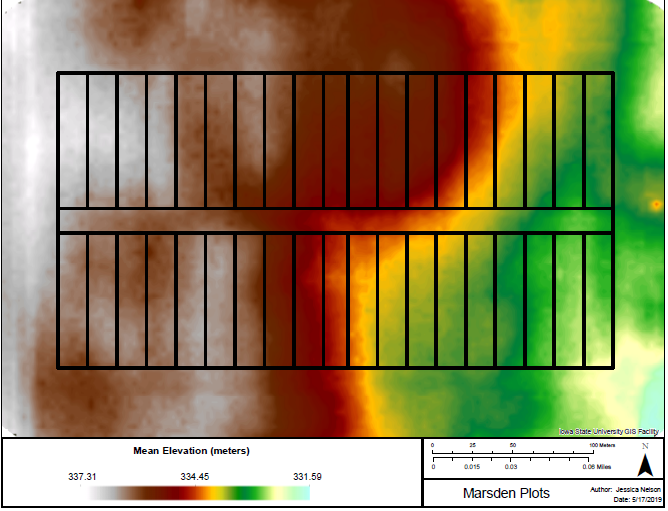 Iowa State University GIS Facility
Mean Elevation (meters)
337.31 334.45 331.59
0 25 50 100 Meters
0 0.015 0.03 0.06 Miles
N
Marsden Plots
Author: Jessica Nelson
Date: 5/17/2019